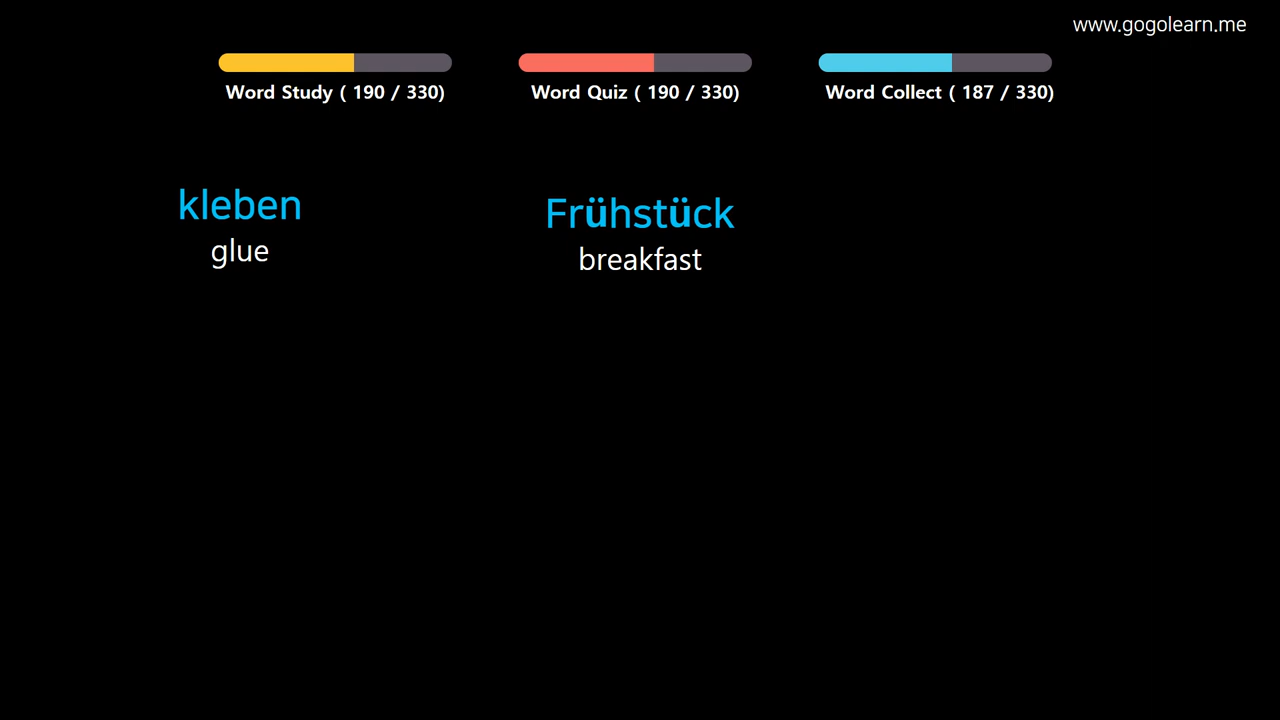 www.gogolearn.me
Word Study ( 190 / 330)
Word Quiz ( 190 / 330)
Word Collect ( 187 / 330)
kleben
glue
Frühstück
breakfast